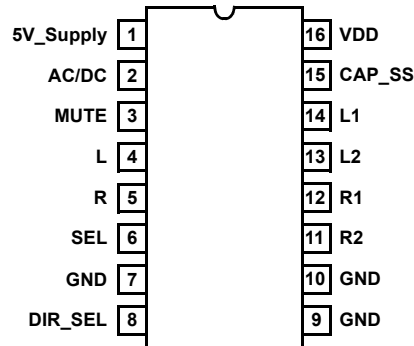 5V_Supply 1 16 VDD
AC/DC 2 15 CAP_SS
MUTE 3 14 L1
L 4 13 L2
R 5 12 R1
SEL 6 11 R2
GND 7 10 GND
DIR_SEL 8 9 GND